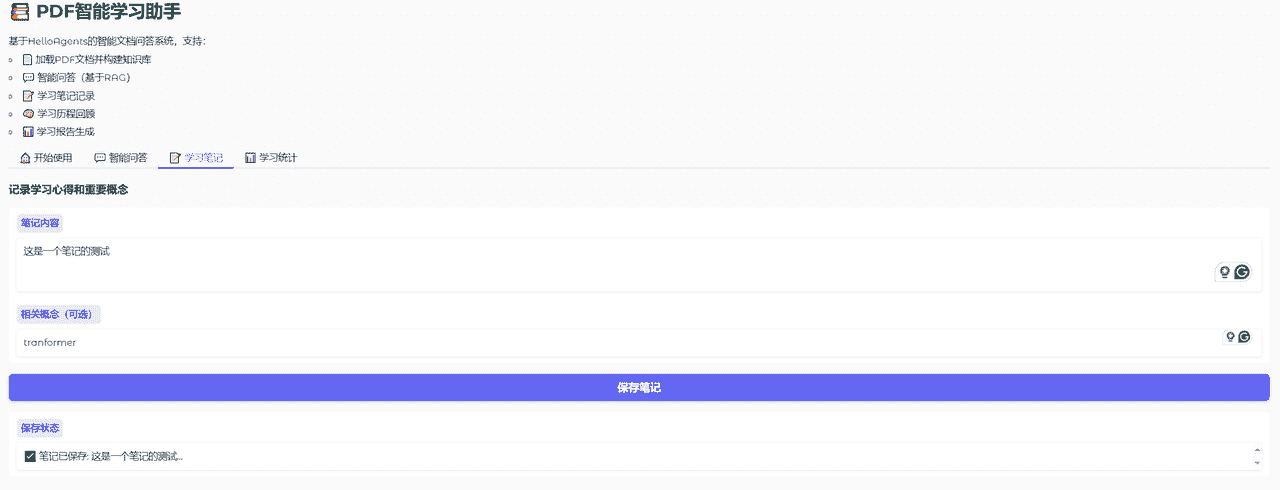 PDF智能学习助手
基于HelloAgents的智能文档问答系统，支持：
加载PDF文档并构建知识库
智能问答（基于RAG）
学习笔记记录
学习历程回顾
学习报告生成
开始使用 智能问答 学习笔记 学习统计
记录学习心得和重要概念
笔记内容
这是一个笔记的测试
相关概念（可选）
tranformer
保存笔记
保存状态
笔记已保存: 这是一个笔记的测试...